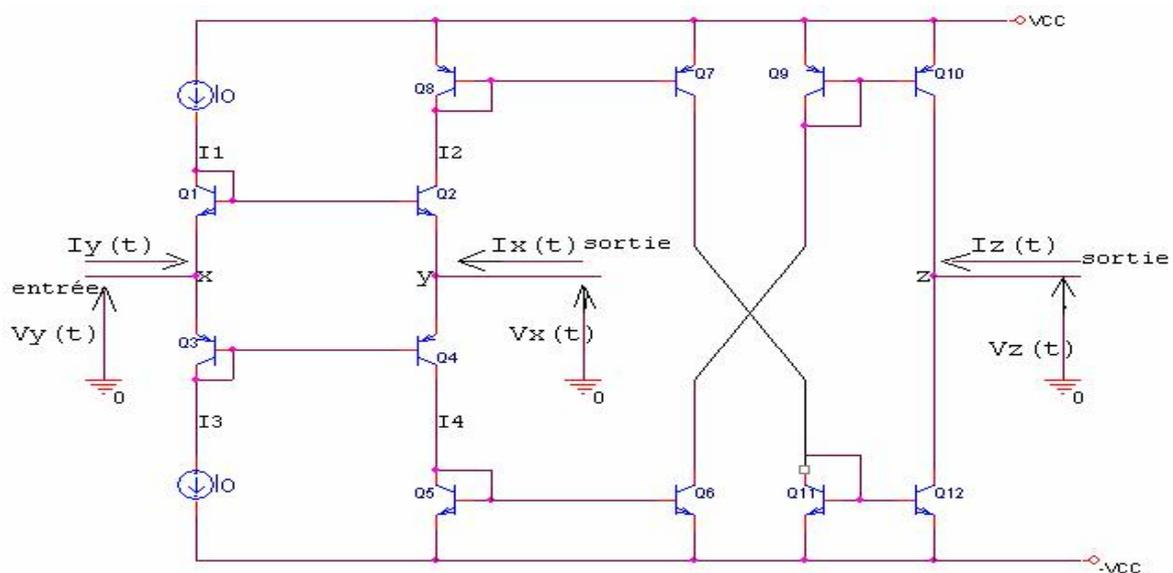 VCC
Q8
Q7
Q9
Q10
Io
I1
I2
Q1
Q2
Iy(t)
Ix(t) sortie
Iz(t)
sortie
x
y
z
entrée
Vy(t)
Vx(t)
Vz(t)
Q3
Q4
0
0
0
I3
I4
Io
Q5
Q6
Q11
Q12
-VCC